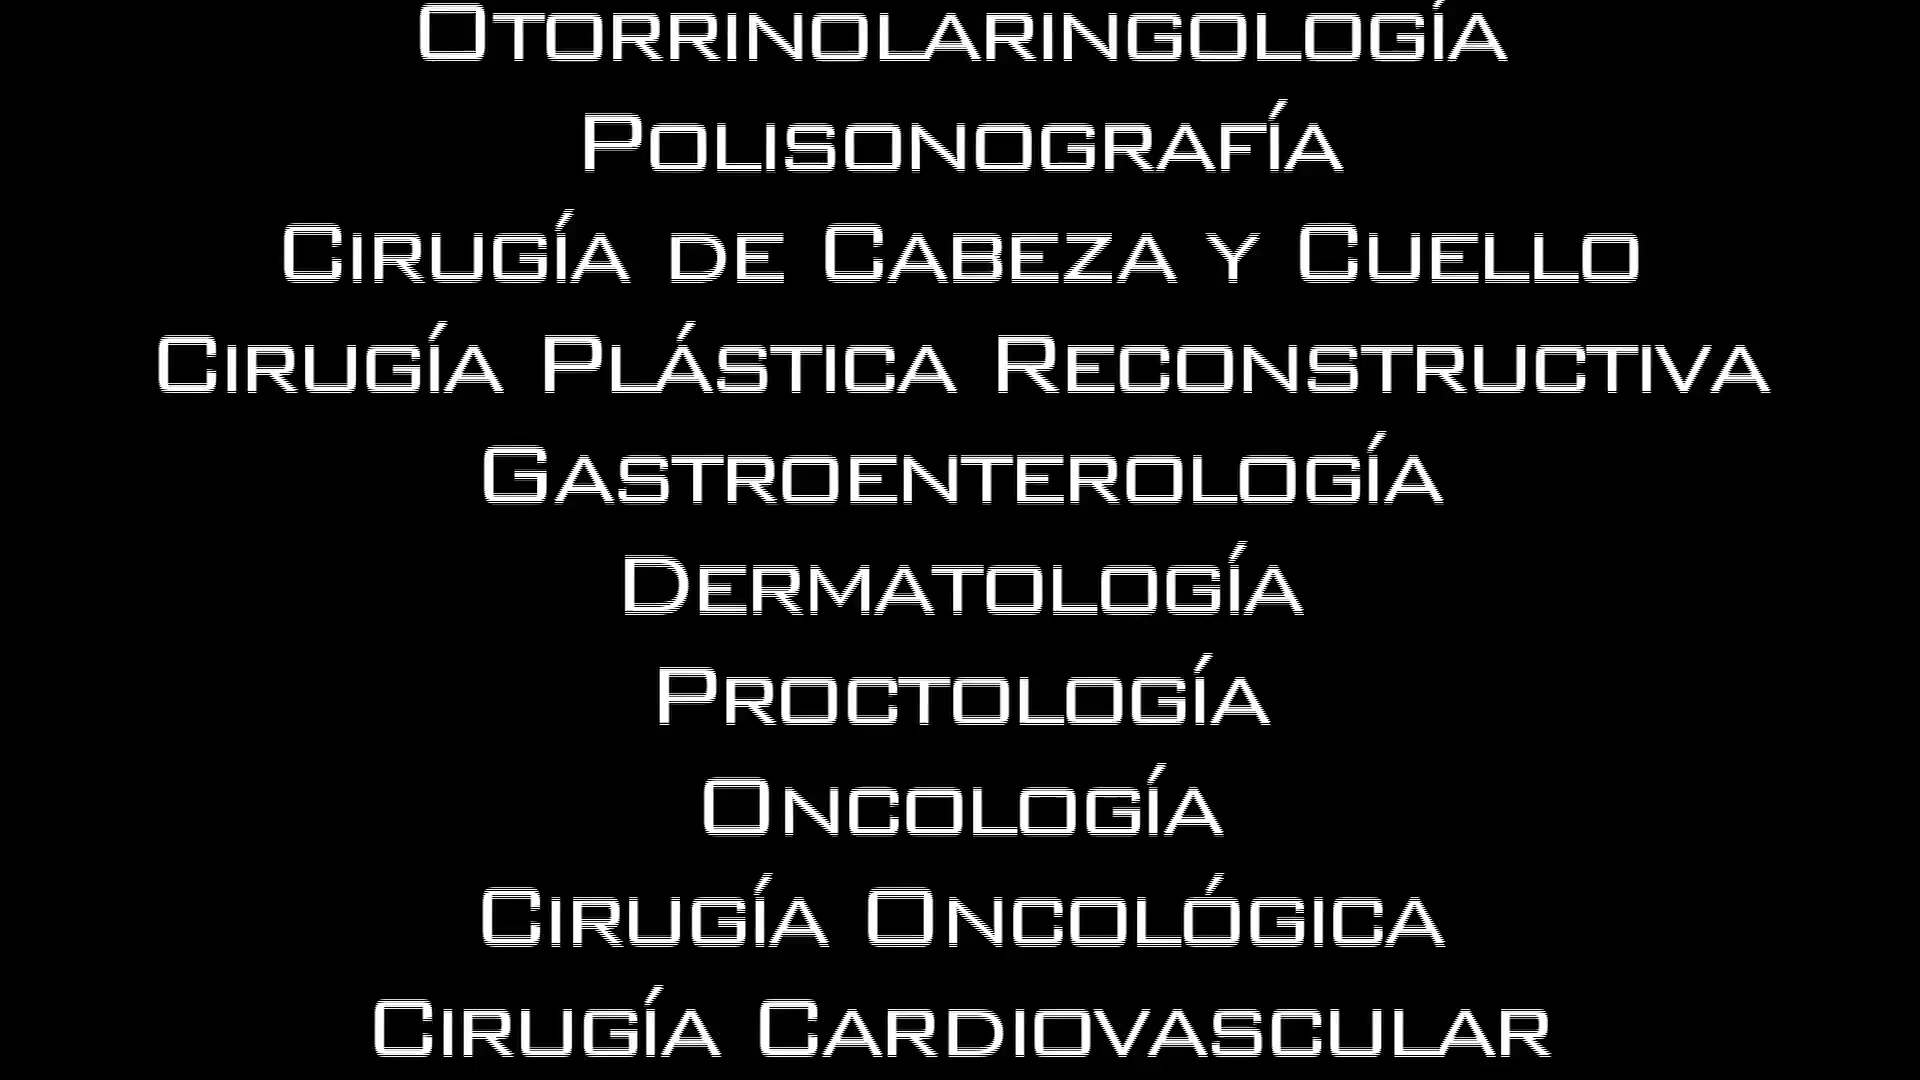 Otorrinolaringología
Polisonografía
Cirugía de Cabeza y Cuello
Cirugía Plástica Reconstructiva
Gastroenterología
Dermatología
Proctología
Oncología
Cirugía Oncológica
Cirugía Cardiovascular